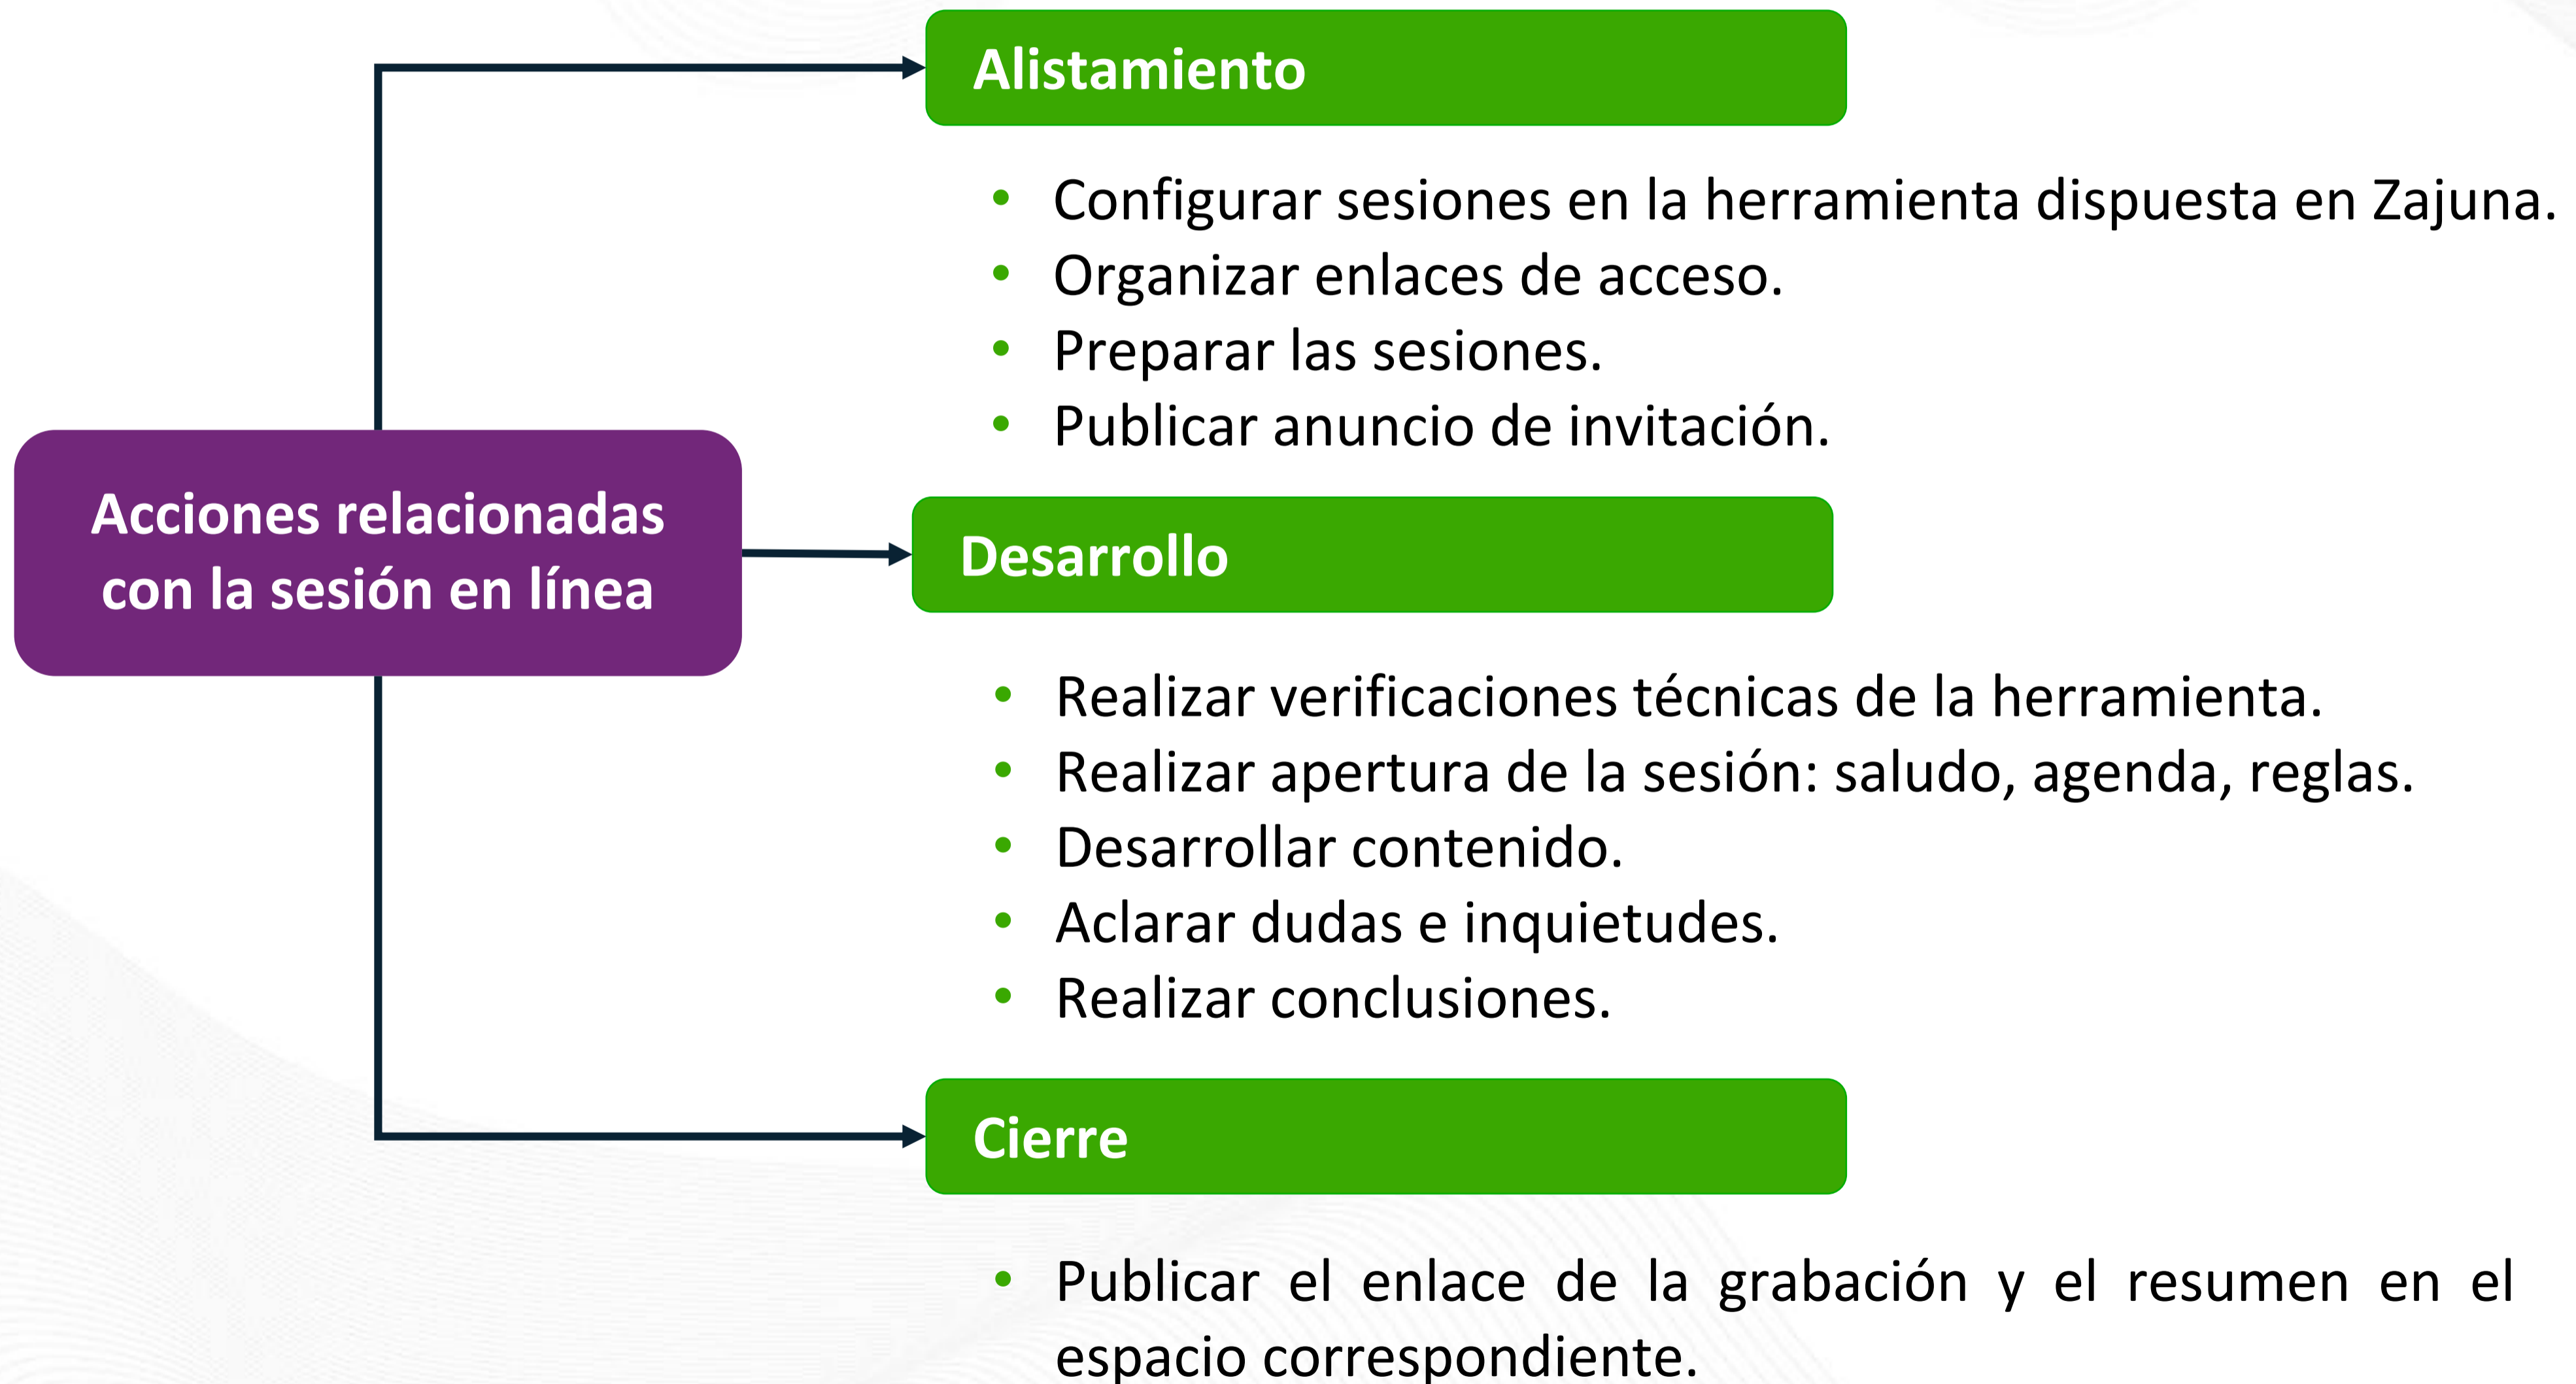 Alistamiento
• Configurar sesiones en la herramienta dispuesta en Zajuna.
• Organizar enlaces de acceso.
• Preparar las sesiones.
• Publicar anuncio de invitación.
Acciones relacionadas
con la sesión en línea
Desarrollo
• Realizar verificaciones técnicas de la herramienta.
• Realizar apertura de la sesión: saludo, agenda, reglas.
• Desarrollar contenido.
• Aclarar dudas e inquietudes.
• Realizar conclusiones.
Cierre
• Publicar el enlace de la grabación y el resumen en el
espacio correspondiente.